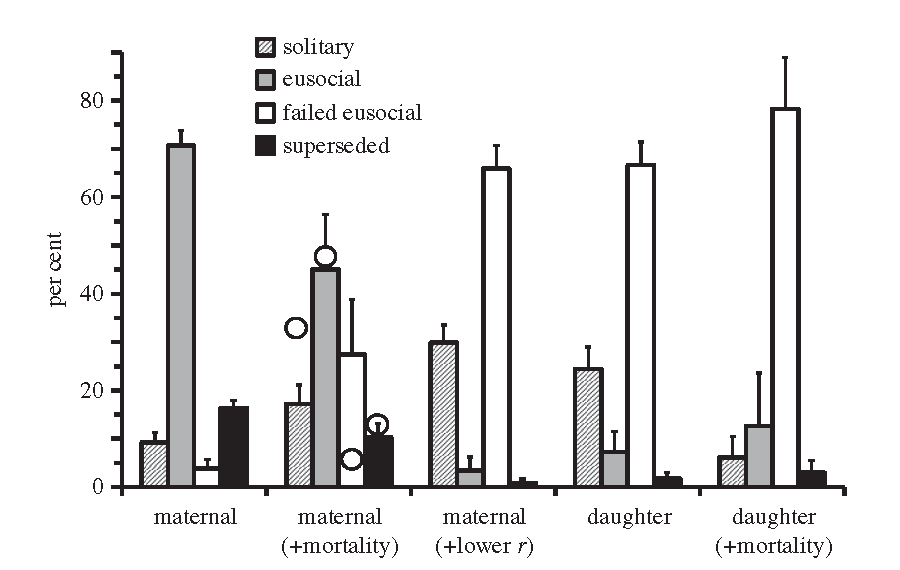 solitary
eusocial
failed eusocial
superseded
80
60
40
20
0
per cent
maternal
maternal
(+mortality)
maternal
(+lower r)
daughter
daughter
(+mortality)